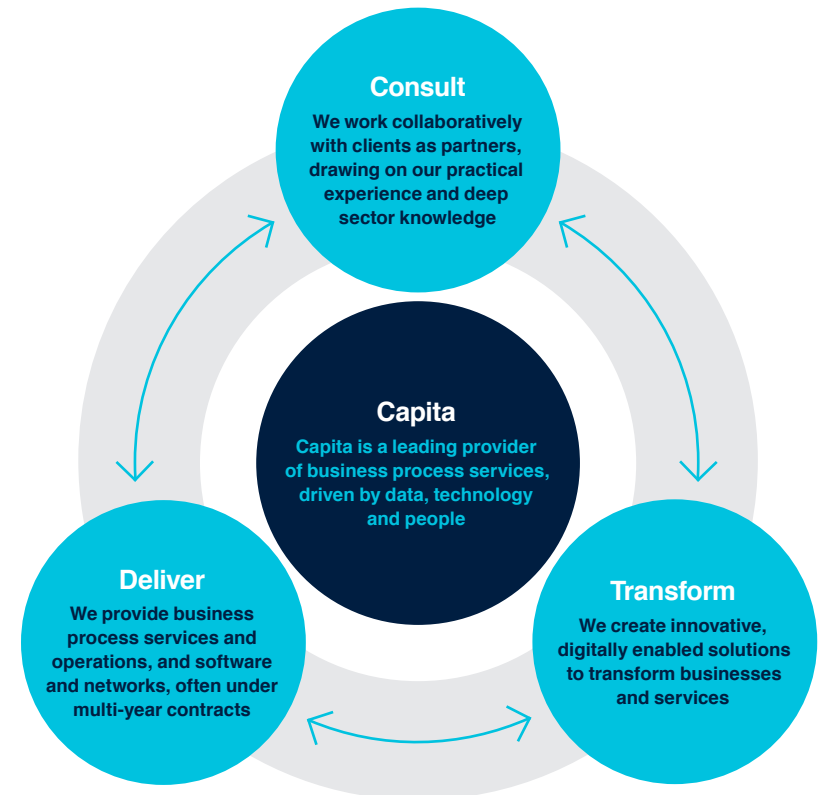 Consult
We work collaboratively
with clients as partners,
drawing on our practical
experience and deep
sector knowledge
Capita
Capita is a leading provider
of business process services,
driven by data, technology
and people
Deliver
We provide business
process services and
operations, and software
and networks, often under
multi-year contracts
Transform
We create innovative,
digitally enabled solutions
to transform businesses
and services